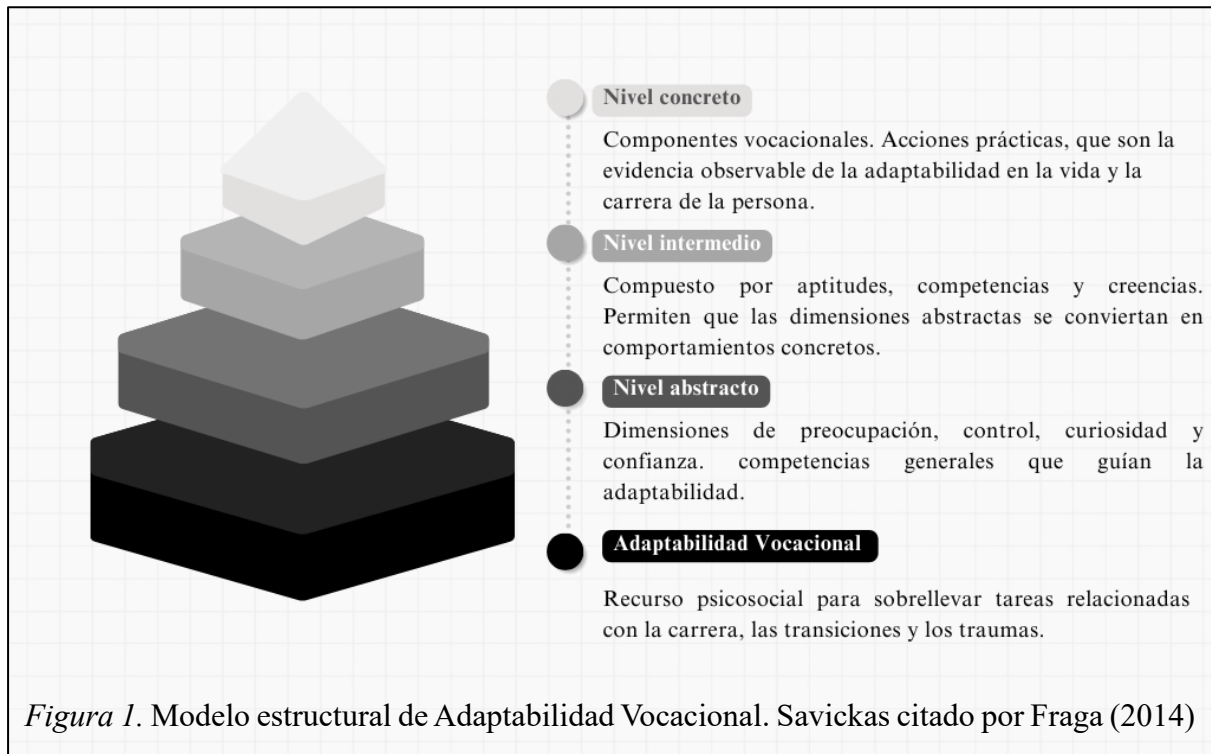 Nivel concreto
Componentes vocacionales. Acciones prácticas, que son la
evidencia observable de la adaptabilidad en la vida y la
carrera de la persona.
Nivel intermedio
Compuesto por aptitudes, competencias y creencias.
Permiten que las dimensiones abstractas se conviertan en
comportamientos concretos.
Nivel abstracto
Dimensiones de preocupación, control, curiosidad y
confianza. competencias generales que guían la
adaptabilidad.
Adaptabilidad Vocacional
Recurso psicosocial para sobrellevar tareas relacionadas
con la carrera, las transiciones y los traumas.
Figura 1. Modelo estructural de Adaptabilidad Vocacional. Savickas citado por Fraga (2014)